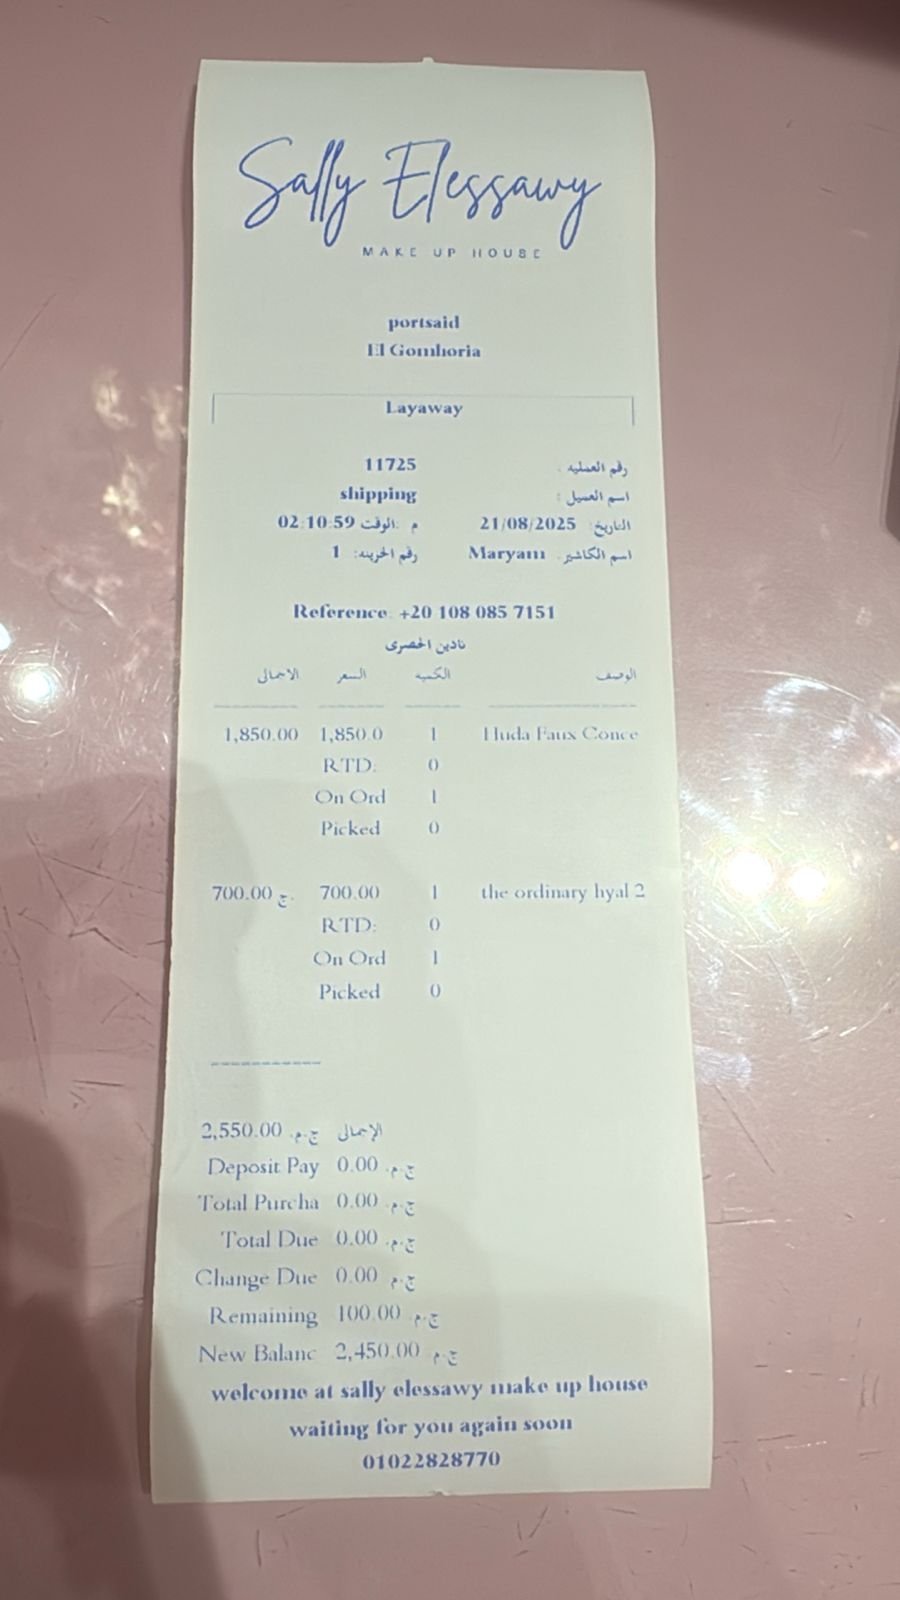 Sally Elessawy
MAKE UP HOUSE
portsaid
El Gomhoria
Layaway
رقم العمليه : 11725
اسم العميل : shipping
التاريخ: 21/08/2025 الوقت: 02:10:59 م
اسم الكاشير: Maryam رقم الخزينه: 1
Reference: +20 108 085 7151
نادين الحصرى
الوصف الكميه السعر الاجمالى
Huda Faux Conce 1 1,850.0 1,850.00
RTD: 0
On Ord 1
Picked 0
the ordinary hyal 2 1 700.00 700.00 ج.
RTD: 0
On Ord 1
Picked 0
-----------
الإجمالى 2,550.00 ج.م.
Deposit Pay 0.00 ج.م.
Total Purcha 0.00 ج.م.
Total Due 0.00 ج.م.
Change Due 0.00 ج.م.
Remaining 100.00 ج.م.
New Balanc 2,450.00 ج.م.
welcome at sally elessawy make up house
waiting for you again soon
01022828770